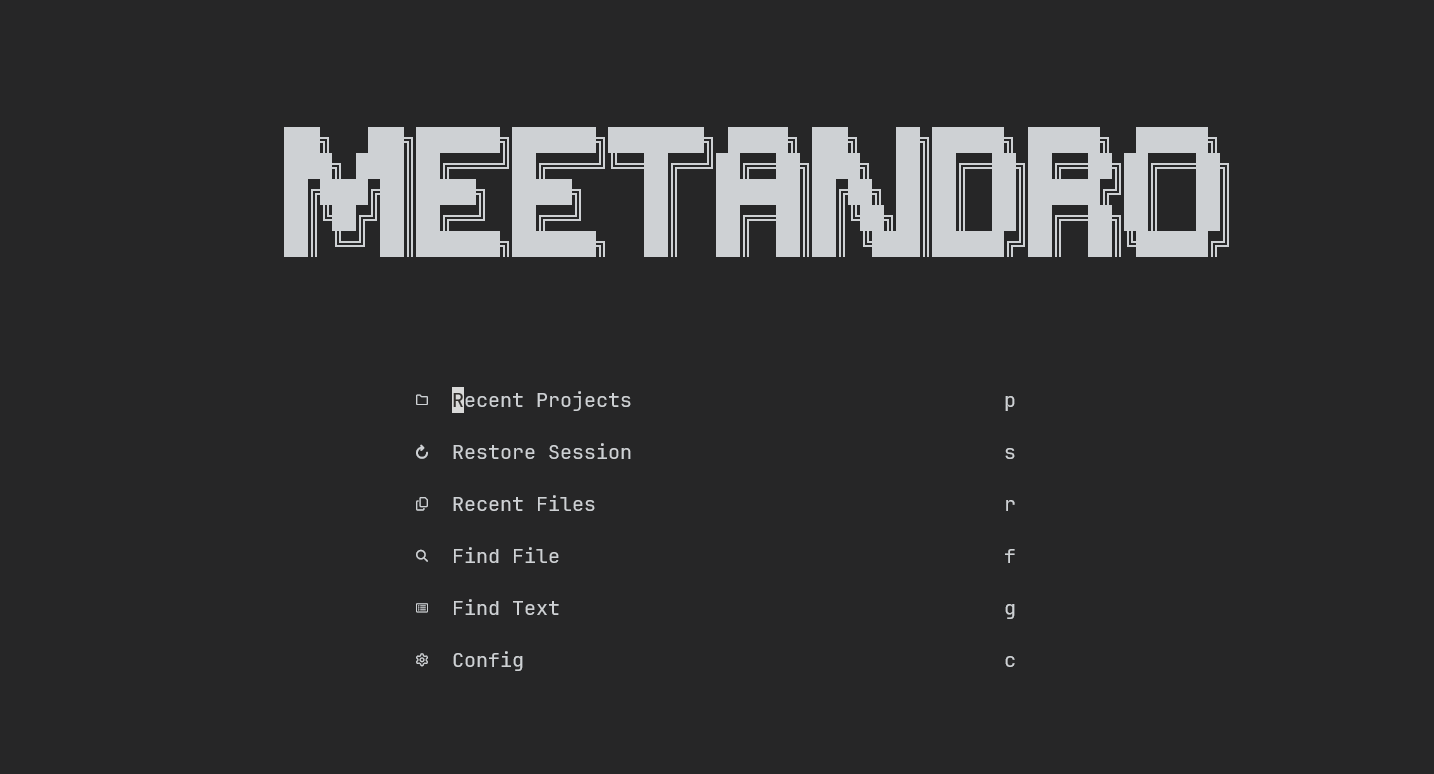 MEETANDRO
Recent Projects p
Restore Session s
Recent Files r
Find File f
Find Text g
Config c